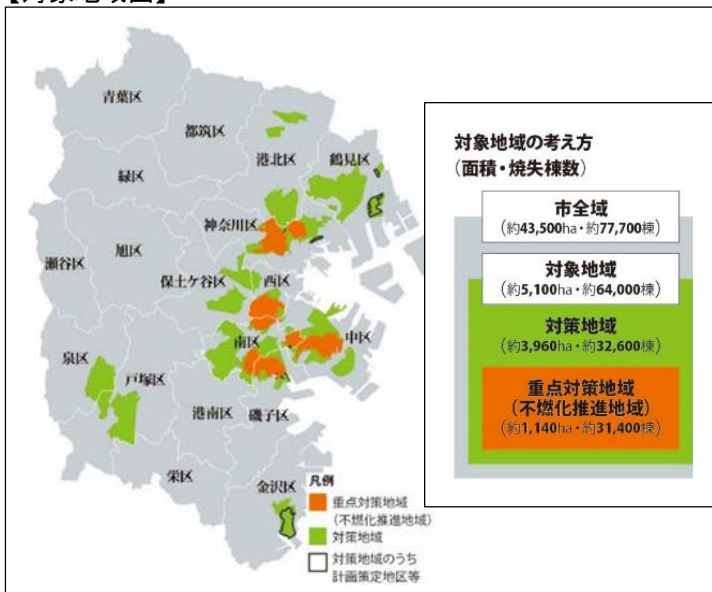 【対象地域図】
青葉区
都筑区
港北区
鶴見区
緑区
神奈川区
瀬谷区
旭区
保土ケ谷区
西区
南区
中区
泉区
戸塚区
港南区
磯子区
栄区
金沢区
凡例
重点対策地域
(不燃化推進地域)
対策地域
対策地域のうち
計画策定地区等
対象地域の考え方
(面積・焼失棟数)
市全域
(約43,500ha・約77,700棟)
対象地域
(約5,100ha・約64,000棟)
対策地域
(約3,960ha・約32,600棟)
重点対策地域
(不燃化推進地域)
(約1,140ha・約31,400棟)